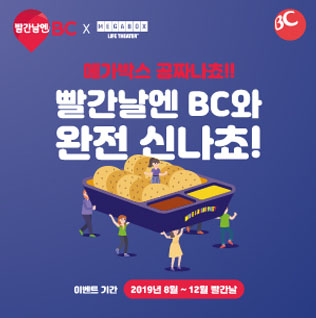 빨간날엔 BC X MEGABOX
LIFE THEATER
BC
메가박스 공짜나쵸!!
빨간날엔 BC와
완전 신나쵸!
이벤트 기간 2019년 8월 ~ 12월 빨간날